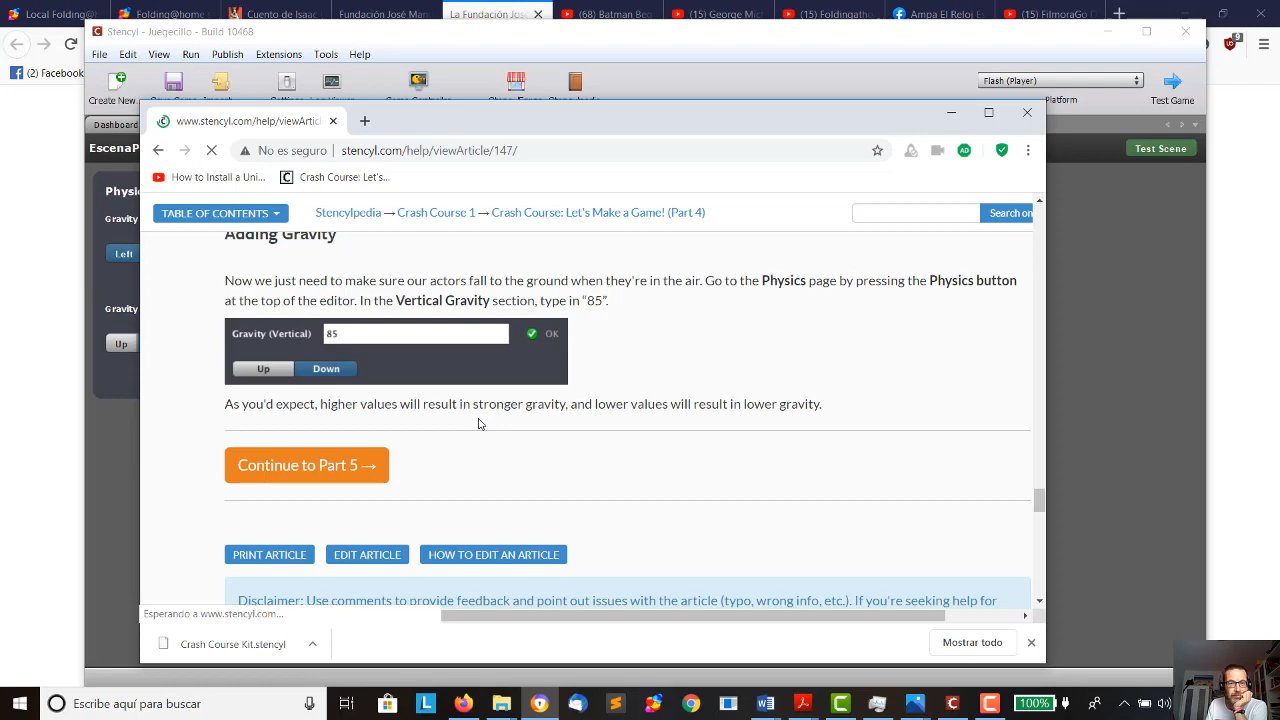 Local Folding@
Folding@home
Cuento de Isaac
Fundación José Mar
La Fundación Jos
(68) Batman Beg
(15) George Mic
(15) Foldingatho
Ampa El Reloj Es
(15) FilmoraGo C
Stencyl - Juegecillo - Build 10468
(2) Facebook
File Edit View Run Publish Extensions Tools Help
Create New
Flash (Player)
Platform
Test Game
Dashboard
EscenaP
Test Scene
Physi
Gravity
Left
Gravity
Up
www.stencyl.com/help/viewArtic
No es seguro
stencyl.com/help/viewArticle/147/
How to Install a Uni...
Crash Course: Let's...
TABLE OF CONTENTS
Stencylpedia → Crash Course 1 → Crash Course: Let's Make a Game! (Part 4)
Search on
Adding Gravity
Now we just need to make sure our actors fall to the ground when they're in the air. Go to the Physics page by pressing the Physics button
at the top of the editor. In the Vertical Gravity section, type in “85”.
Gravity (Vertical) 85 OK
Up Down
As you'd expect, higher values will result in stronger gravity, and lower values will result in lower gravity.
Continue to Part 5 →
PRINT ARTICLE
EDIT ARTICLE
HOW TO EDIT AN ARTICLE
Disclaimer: Use comments to provide feedback and point out issues with the article (typo, wrong info, etc.). If you're seeking help for
Esperando a www.stencyl.com...
Crash Course Kit.stencyl
Mostrar todo
Escribe aquí para buscar
100%